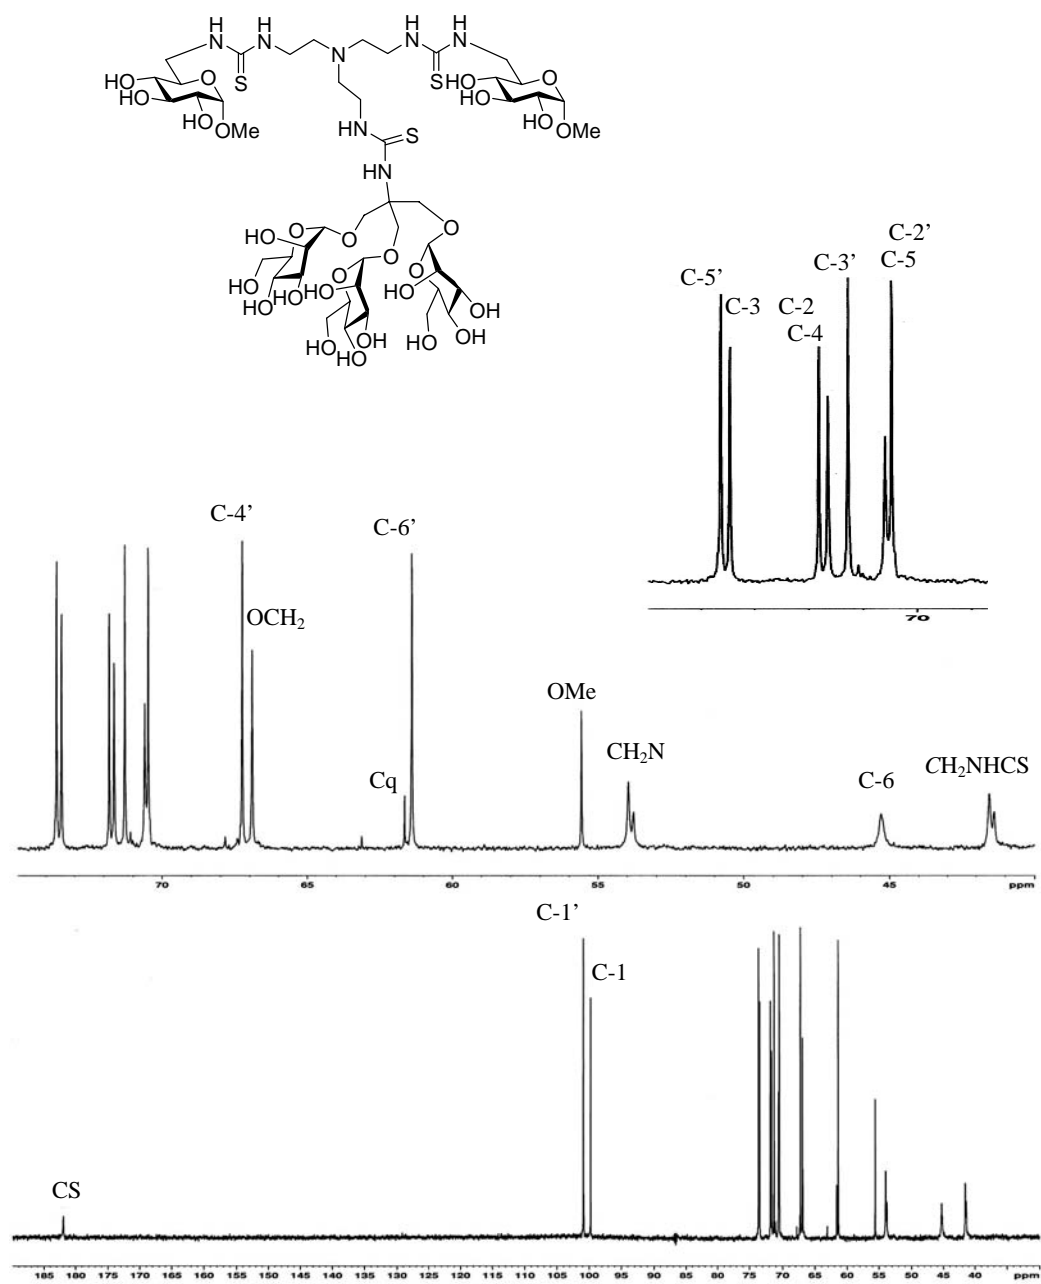 H H H H
N N N N N
S S
HO O HO O
HO HO
HO OMe HO OMe
HN S
HN
O O O
HO O O
HO O O HO
HO HO HO OH
HO OH HO OH
HO HO
C-2’
C-5’ C-3’ C-5
C-3 C-2
C-4
70
C-4’ C-6’
OCH₂
OMe
CH₂N
Cq C-6 CH₂NHCS
70 65 60 55 50 45 ppm
C-1’
C-1
CS
185 180 175 170 165 160 155 150 145 140 135 130 125 120 115 110 105 100 95 90 85 80 75 70 65 60 55 50 45 40 ppm